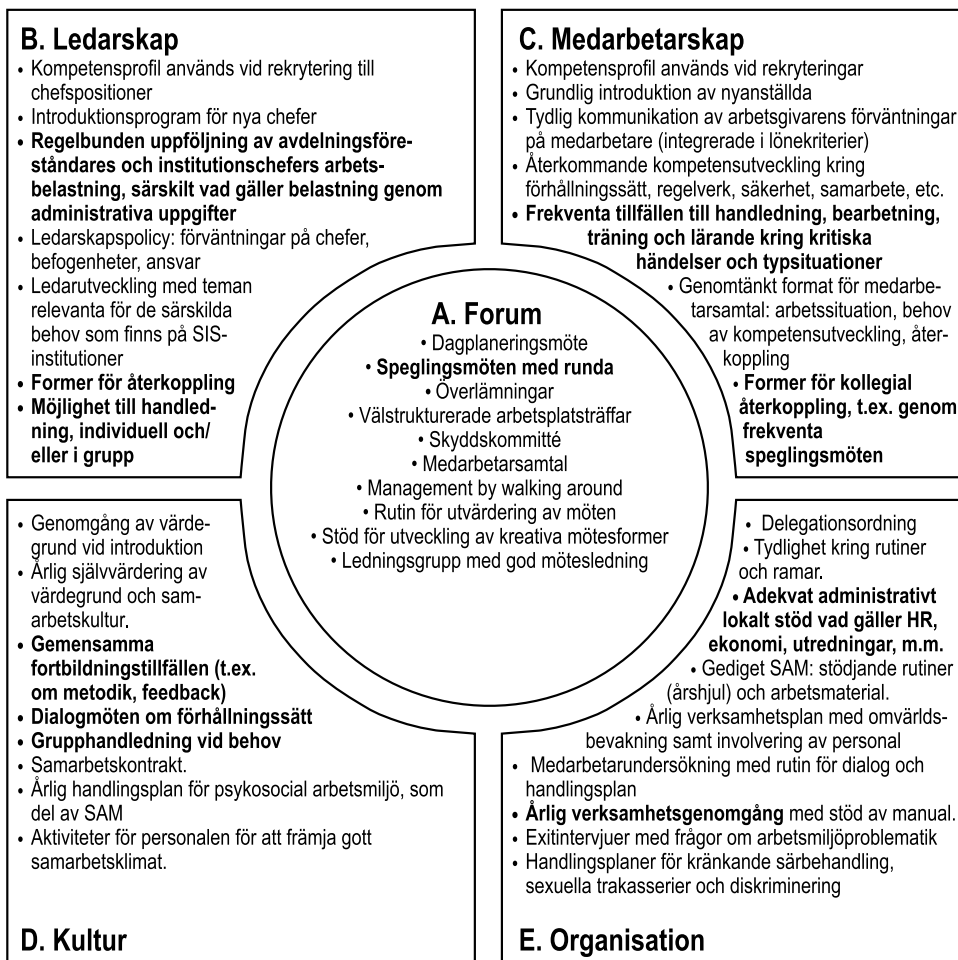 B. Ledarskap
• Kompetensprofil används vid rekrytering till
chefspositioner
• Introduktionsprogram för nya chefer
• Regelbunden uppföljning av avdelningsföre-
ståndares och institutionschefers arbets-
belastning, särskilt vad gäller belastning genom
administrativa uppgifter
• Ledarskapspolicy: förväntningar på chefer,
befogenheter, ansvar
• Ledarutveckling med teman
relevanta för de särskilda
behov som finns på SIS-
institutioner
• Former för återkoppling
• Möjlighet till handled-
ning, individuell och/
eller i grupp
C. Medarbetarskap
• Kompetensprofil används vid rekryteringar
• Grundlig introduktion av nyanställda
• Tydlig kommunikation av arbetsgivarens förväntningar
på medarbetare (integrerade i lönekriterier)
• Återkommande kompetensutveckling kring
förhållningssätt, regelverk, säkerhet, samarbete, etc.
• Frekventa tillfällen till handledning, bearbetning,
träning och lärande kring kritiska
händelser och typsituationer
• Genomtänkt format för medarbe-
tarsamtal: arbetssituation, behov
av kompetensutveckling, åter-
koppling
• Former för kollegial
återkoppling, t.ex. genom
frekventa
speglingsmöten
A. Forum
• Dagplaneringsmöte
• Speglingsmöten med runda
• Överlämningar
• Välstrukturerade arbetsplatsträffar
• Skyddskommitté
• Medarbetarsamtal
• Management by walking around
• Rutin för utvärdering av möten
• Stöd för utveckling av kreativa mötesformer
• Ledningsgrupp med god mötesledning
• Genomgång av värde-
grund vid introduktion
• Årlig självvärdering av
värdegrund och sam-
arbetskultur.
• Gemensamma
fortbildningstillfällen (t.ex.
om metodik, feedback)
• Dialogmöten om förhållningssätt
• Grupphandledning vid behov
• Samarbetskontrakt.
• Årlig handlingsplan för psykosocial arbetsmiljö, som
del av SAM
• Aktiviteter för personalen för att främja gott
samarbetsklimat.
D. Kultur
• Delegationsordning
• Tydlighet kring rutiner
och ramar.
• Adekvat administrativt
lokalt stöd vad gäller HR,
ekonomi, utredningar, m.m.
• Gediget SAM: stödjande rutiner
(årshjul) och arbetsmaterial.
• Årlig verksamhetsplan med omvärlds-
bevakning samt involvering av personal
• Medarbetarundersökning med rutin för dialog och
handlingsplan
• Årlig verksamhetsgenomgång med stöd av manual.
• Exitintervjuer med frågor om arbetsmiljöproblematik
• Handlingsplaner för kränkande särbehandling,
sexuella trakasserier och diskriminering
E. Organisation